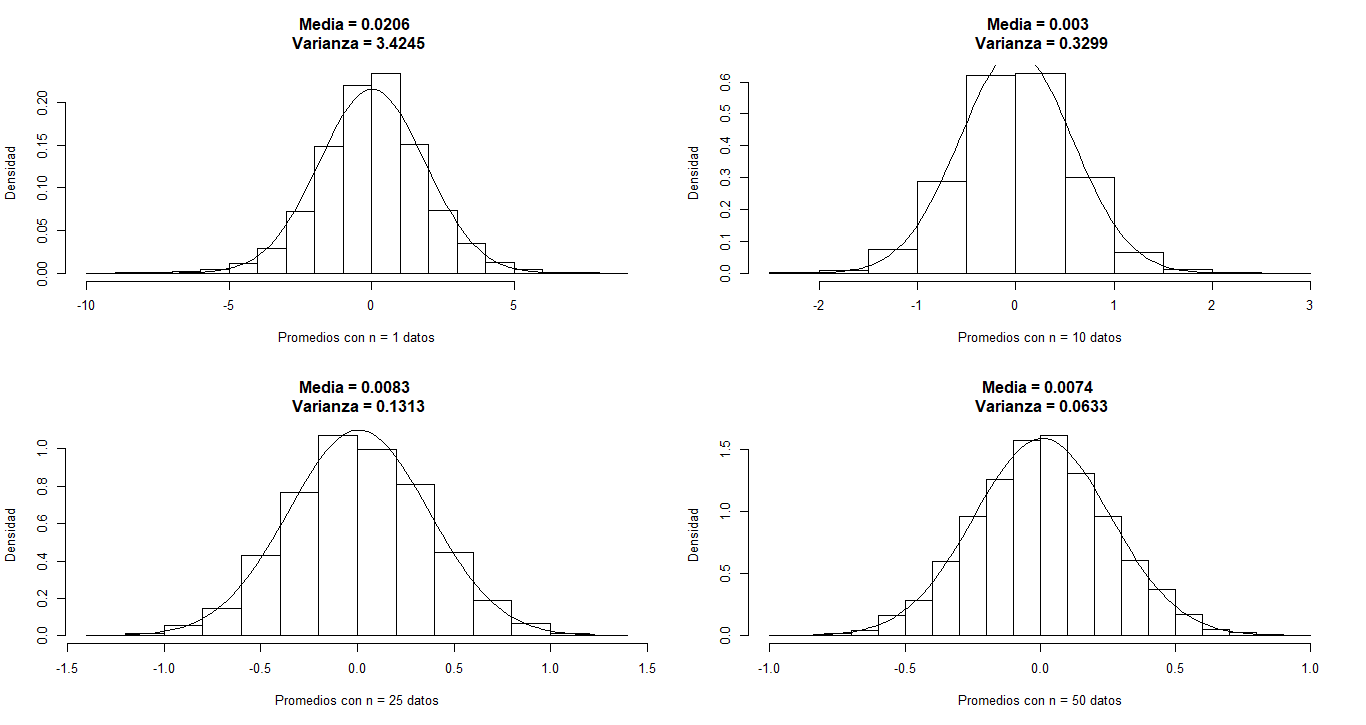 Media = 0.0206
Varianza = 3.4245
Densidad
0.20
0.15
0.10
0.05
0.00
-10 -5 0 5
Promedios con n = 1 datos
Media = 0.003
Varianza = 0.3299
Densidad
0.6
0.5
0.4
0.3
0.2
0.1
0.0
-2 -1 0 1 2 3
Promedios con n = 10 datos
Media = 0.0083
Varianza = 0.1313
Densidad
1.0
0.8
0.6
0.4
0.2
0.0
-1.5 -1.0 -0.5 0.0 0.5 1.0 1.5
Promedios con n = 25 datos
Media = 0.0074
Varianza = 0.0633
Densidad
1.5
1.0
0.5
0.0
-1.0 -0.5 0.0 0.5 1.0
Promedios con n = 50 datos